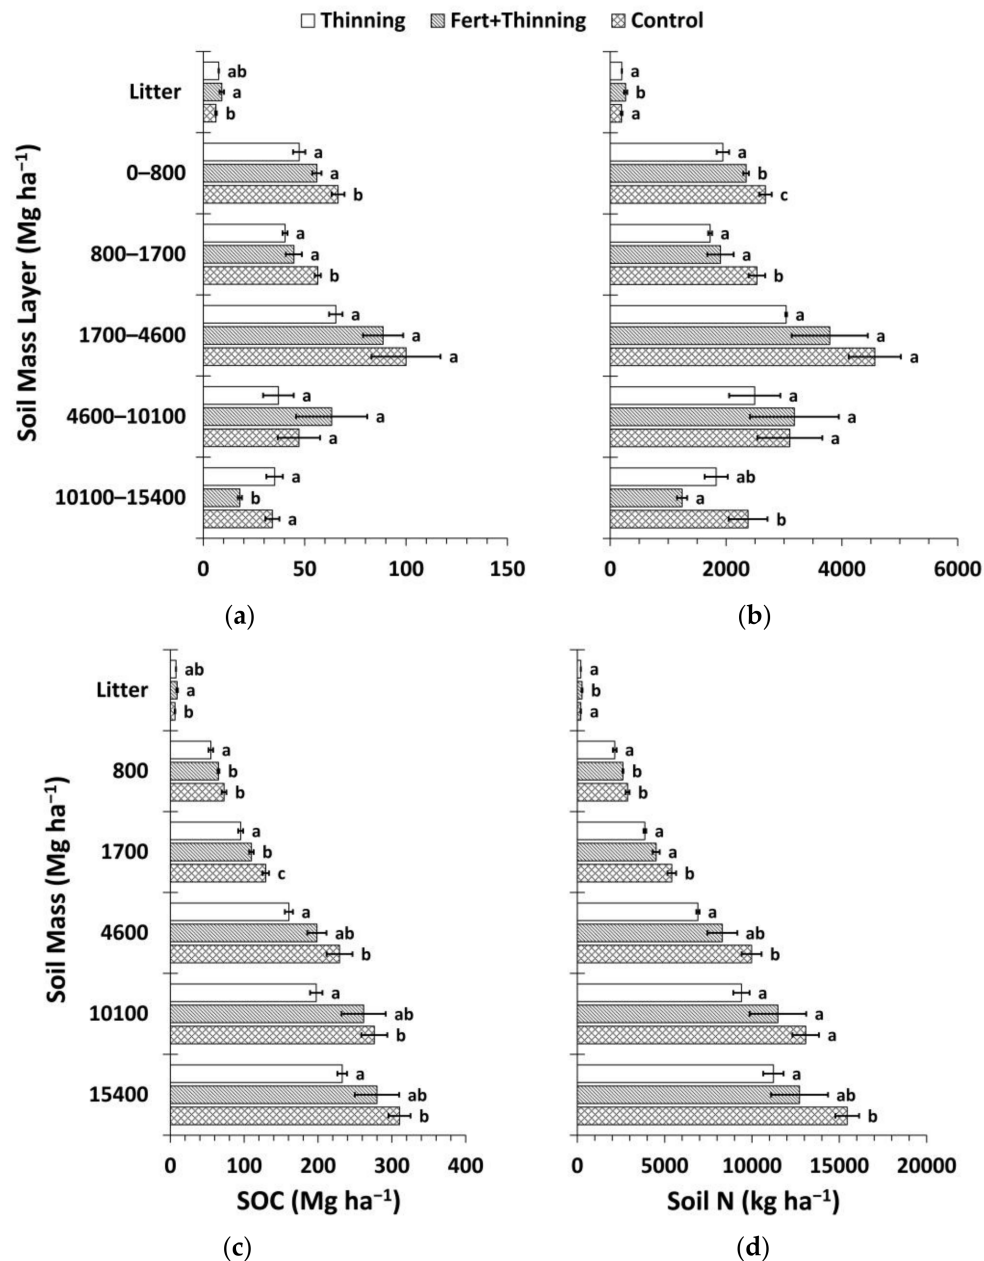 Thinning Fert+Thinning Control
Soil Mass Layer (Mg ha⁻¹)
Litter
ab
a
b
a
b
a
0–800
a
a
b
a
b
c
800–1700
a
a
b
a
a
b
1700–4600
a
a
a
a
a
a
4600–10100
a
a
a
a
a
a
10100–15400
a
b
a
ab
a
b
0 50 100 150
0 2000 4000 6000
(a) (b)
Soil Mass (Mg ha⁻¹)
Litter
ab
a
b
a
b
a
800
a
b
b
a
b
b
1700
a
b
c
a
a
b
4600
a
ab
b
a
ab
b
10100
a
ab
b
a
a
a
15400
a
ab
b
a
ab
b
0 100 200 300 400
0 5000 10000 15000 20000
SOC (Mg ha⁻¹) Soil N (kg ha⁻¹)
(c) (d)